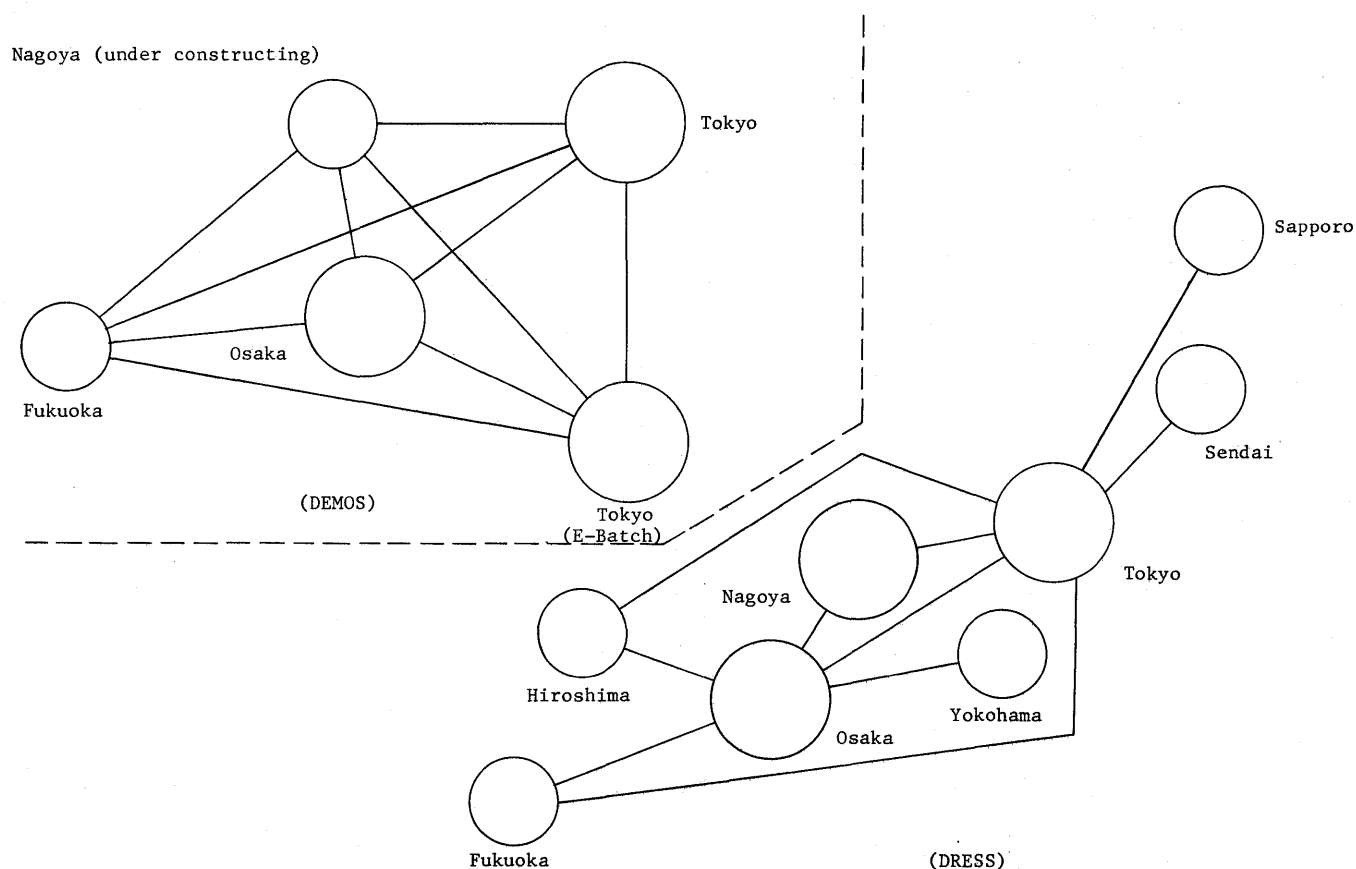 Nagoya (under constructing)
Tokyo
Osaka
Fukuoka
(DEMOS)
Tokyo
(E-Batch)
Sapporo
Sendai
Tokyo
Nagoya
Hiroshima
Yokohama
Osaka
Fukuoka
(DRESS)